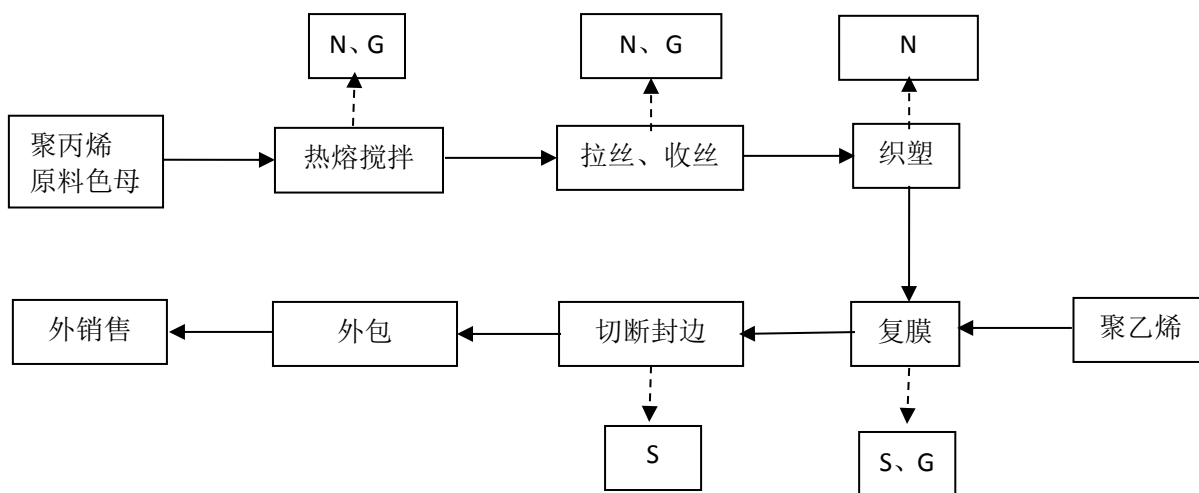 N、G
N、G
N
聚丙烯
原料色母
热熔搅拌
拉丝、收丝
织塑
外销售
外包
切断封边
复膜
聚乙烯
S
S、G